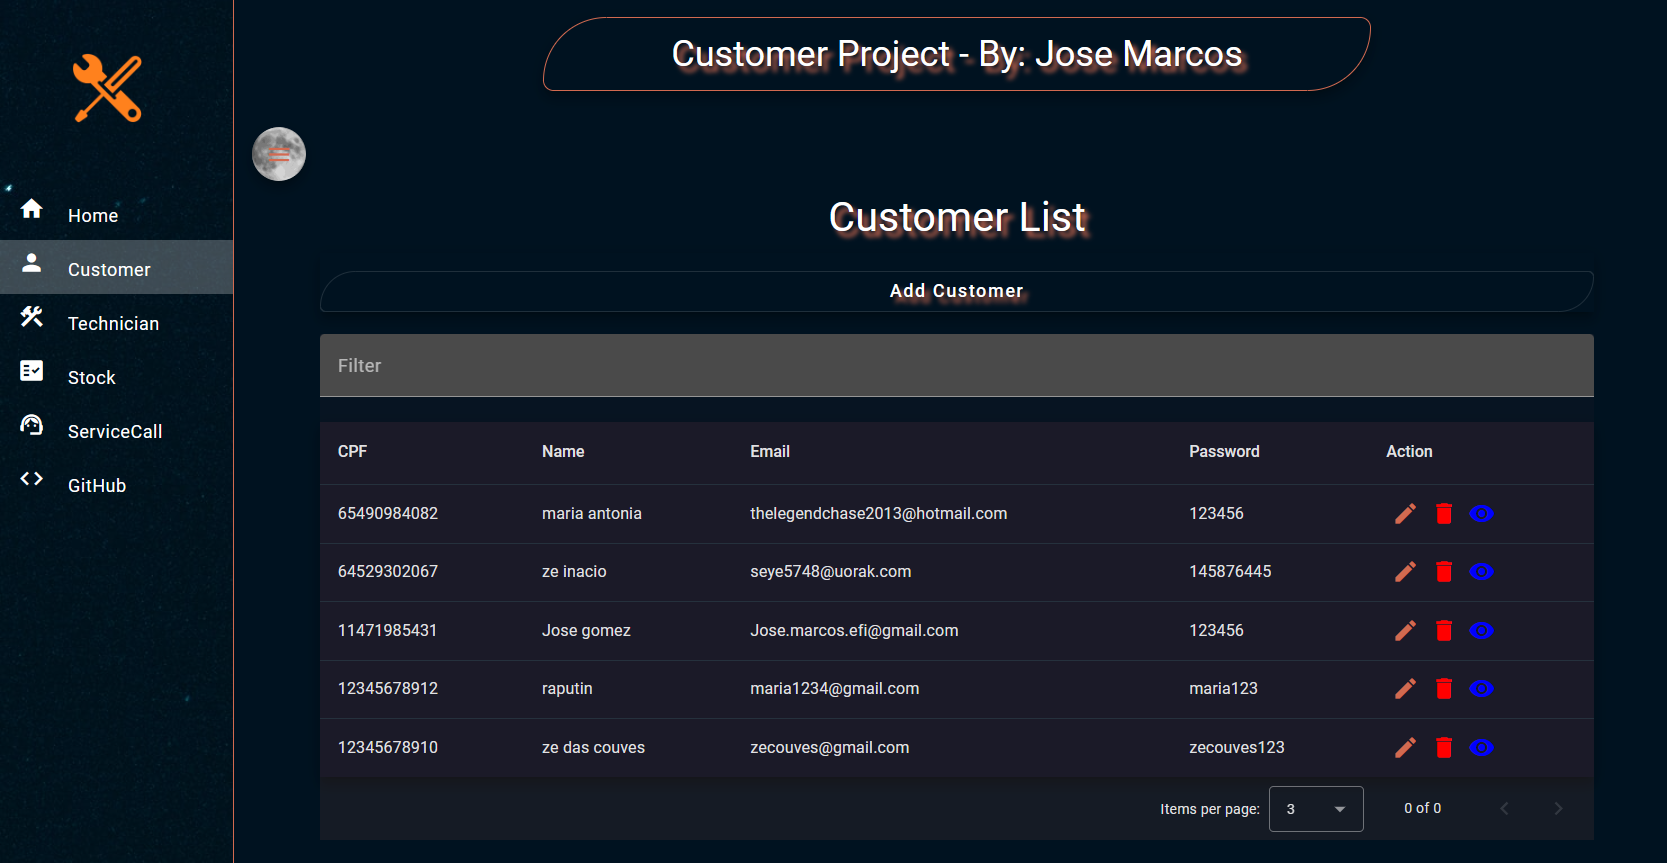 Customer Project - By: Jose Marcos
Home
Customer
Technician
Stock
ServiceCall
GitHub
Customer List
Add Customer
Filter
CPF Name Email Password Action
65490984082 maria antonia thelegendchase2013@hotmail.com 123456
64529302067 ze inacio seye5748@uorak.com 145876445
11471985431 Jose gomez Jose.marcos.efi@gmail.com 123456
12345678912 raputin maria1234@gmail.com maria123
12345678910 ze das couves zecouves@gmail.com zecouves123
Items per page: 3 0 of 0